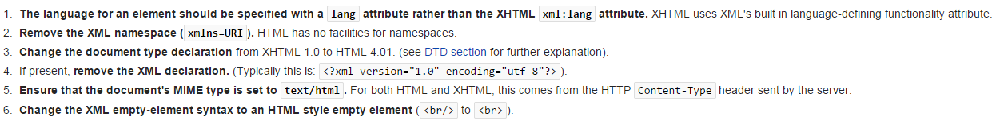 1. The language for an element should be specified with a lang attribute rather than the XHTML xml:lang attribute. XHTML uses XML's built in language-defining functionality attribute.
2. Remove the XML namespace (xmlns=URI). HTML has no facilities for namespaces.
3. Change the document type declaration from XHTML 1.0 to HTML 4.01. (see DTD section for further explanation).
4. If present, remove the XML declaration. (Typically this is: <?xml version="1.0" encoding="utf-8"?>).
5. Ensure that the document's MIME type is set to text/html. For both HTML and XHTML, this comes from the HTTP Content-Type header sent by the server.
6. Change the XML empty-element syntax to an HTML style empty element (<br/> to <br>).